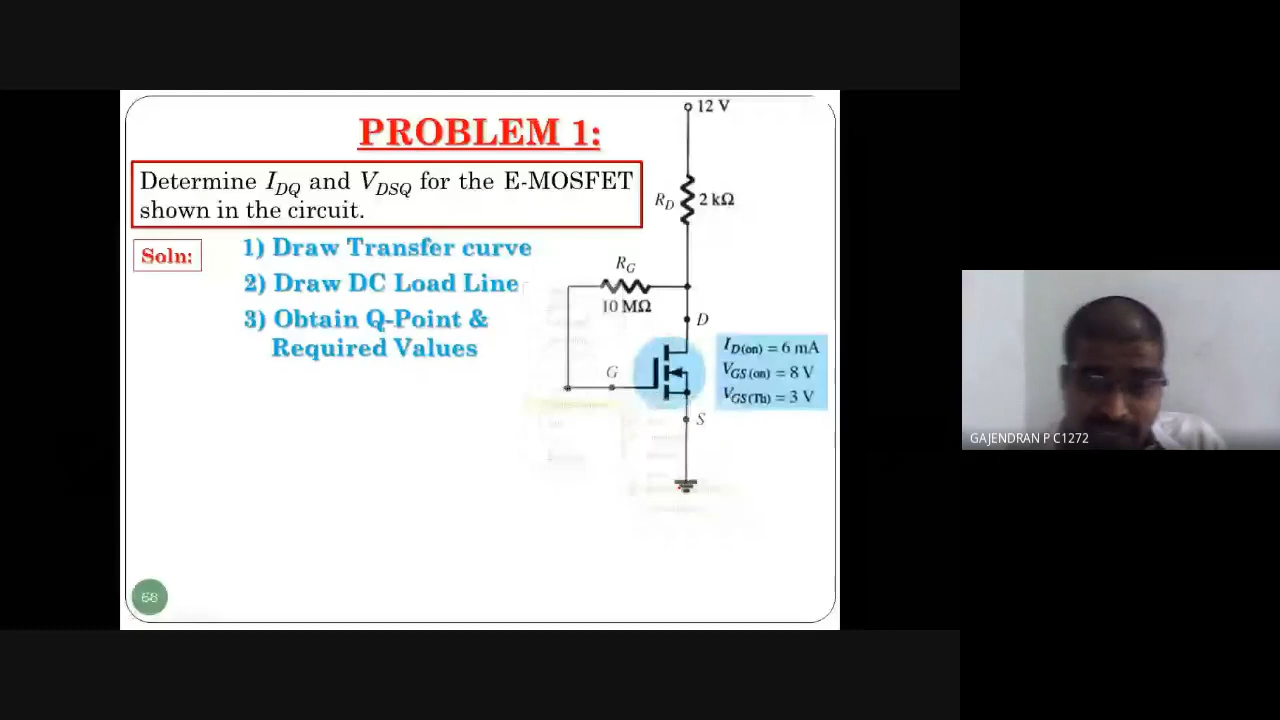 PROBLEM 1:
Determine I_DQ and V_DSQ for the E-MOSFET
shown in the circuit.
Soln:
1) Draw Transfer curve
2) Draw DC Load Line
3) Obtain Q-Point &
Required Values
12 V
R_D 2 kΩ
R_G
10 MΩ
D
G
S
I_D(on) = 6 mA
V_GS (on) = 8 V
V_GS(Th) = 3 V
68
GAJENDRAN P C1272